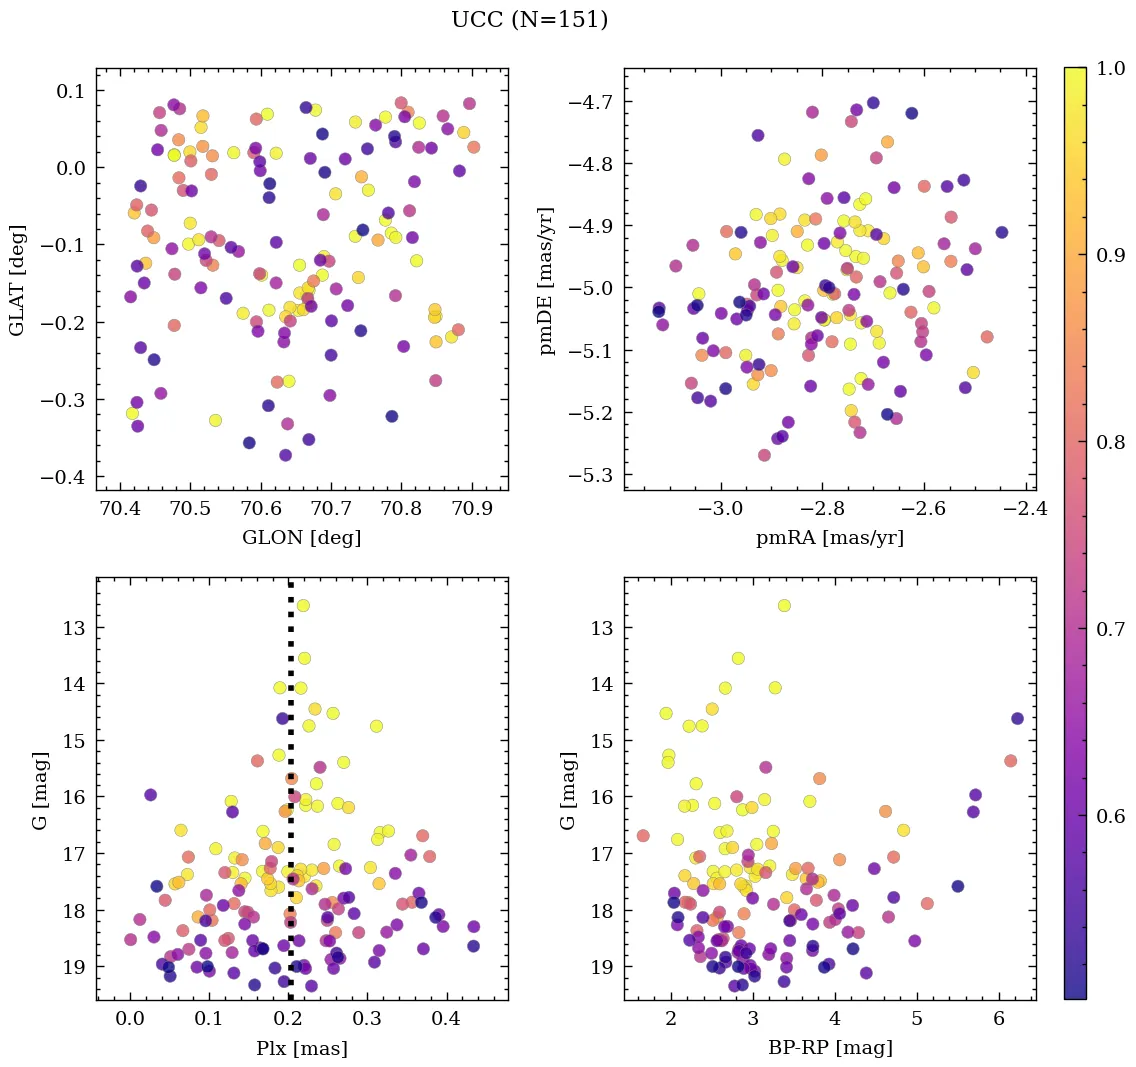 UCC (N=151)
0.1
0.0
−0.1
−0.2
−0.3
−0.4
GLAT [deg]
70.4 70.5 70.6 70.7 70.8 70.9
GLON [deg]
−4.7
−4.8
−4.9
−5.0
−5.1
−5.2
−5.3
pmDE [mas/yr]
−3.0 −2.8 −2.6 −2.4
pmRA [mas/yr]
13
14
15
16
17
18
19
G [mag]
0.0 0.1 0.2 0.3 0.4
Plx [mas]
13
14
15
16
17
18
19
G [mag]
2 3 4 5 6
BP-RP [mag]
1.0
0.9
0.8
0.7
0.6